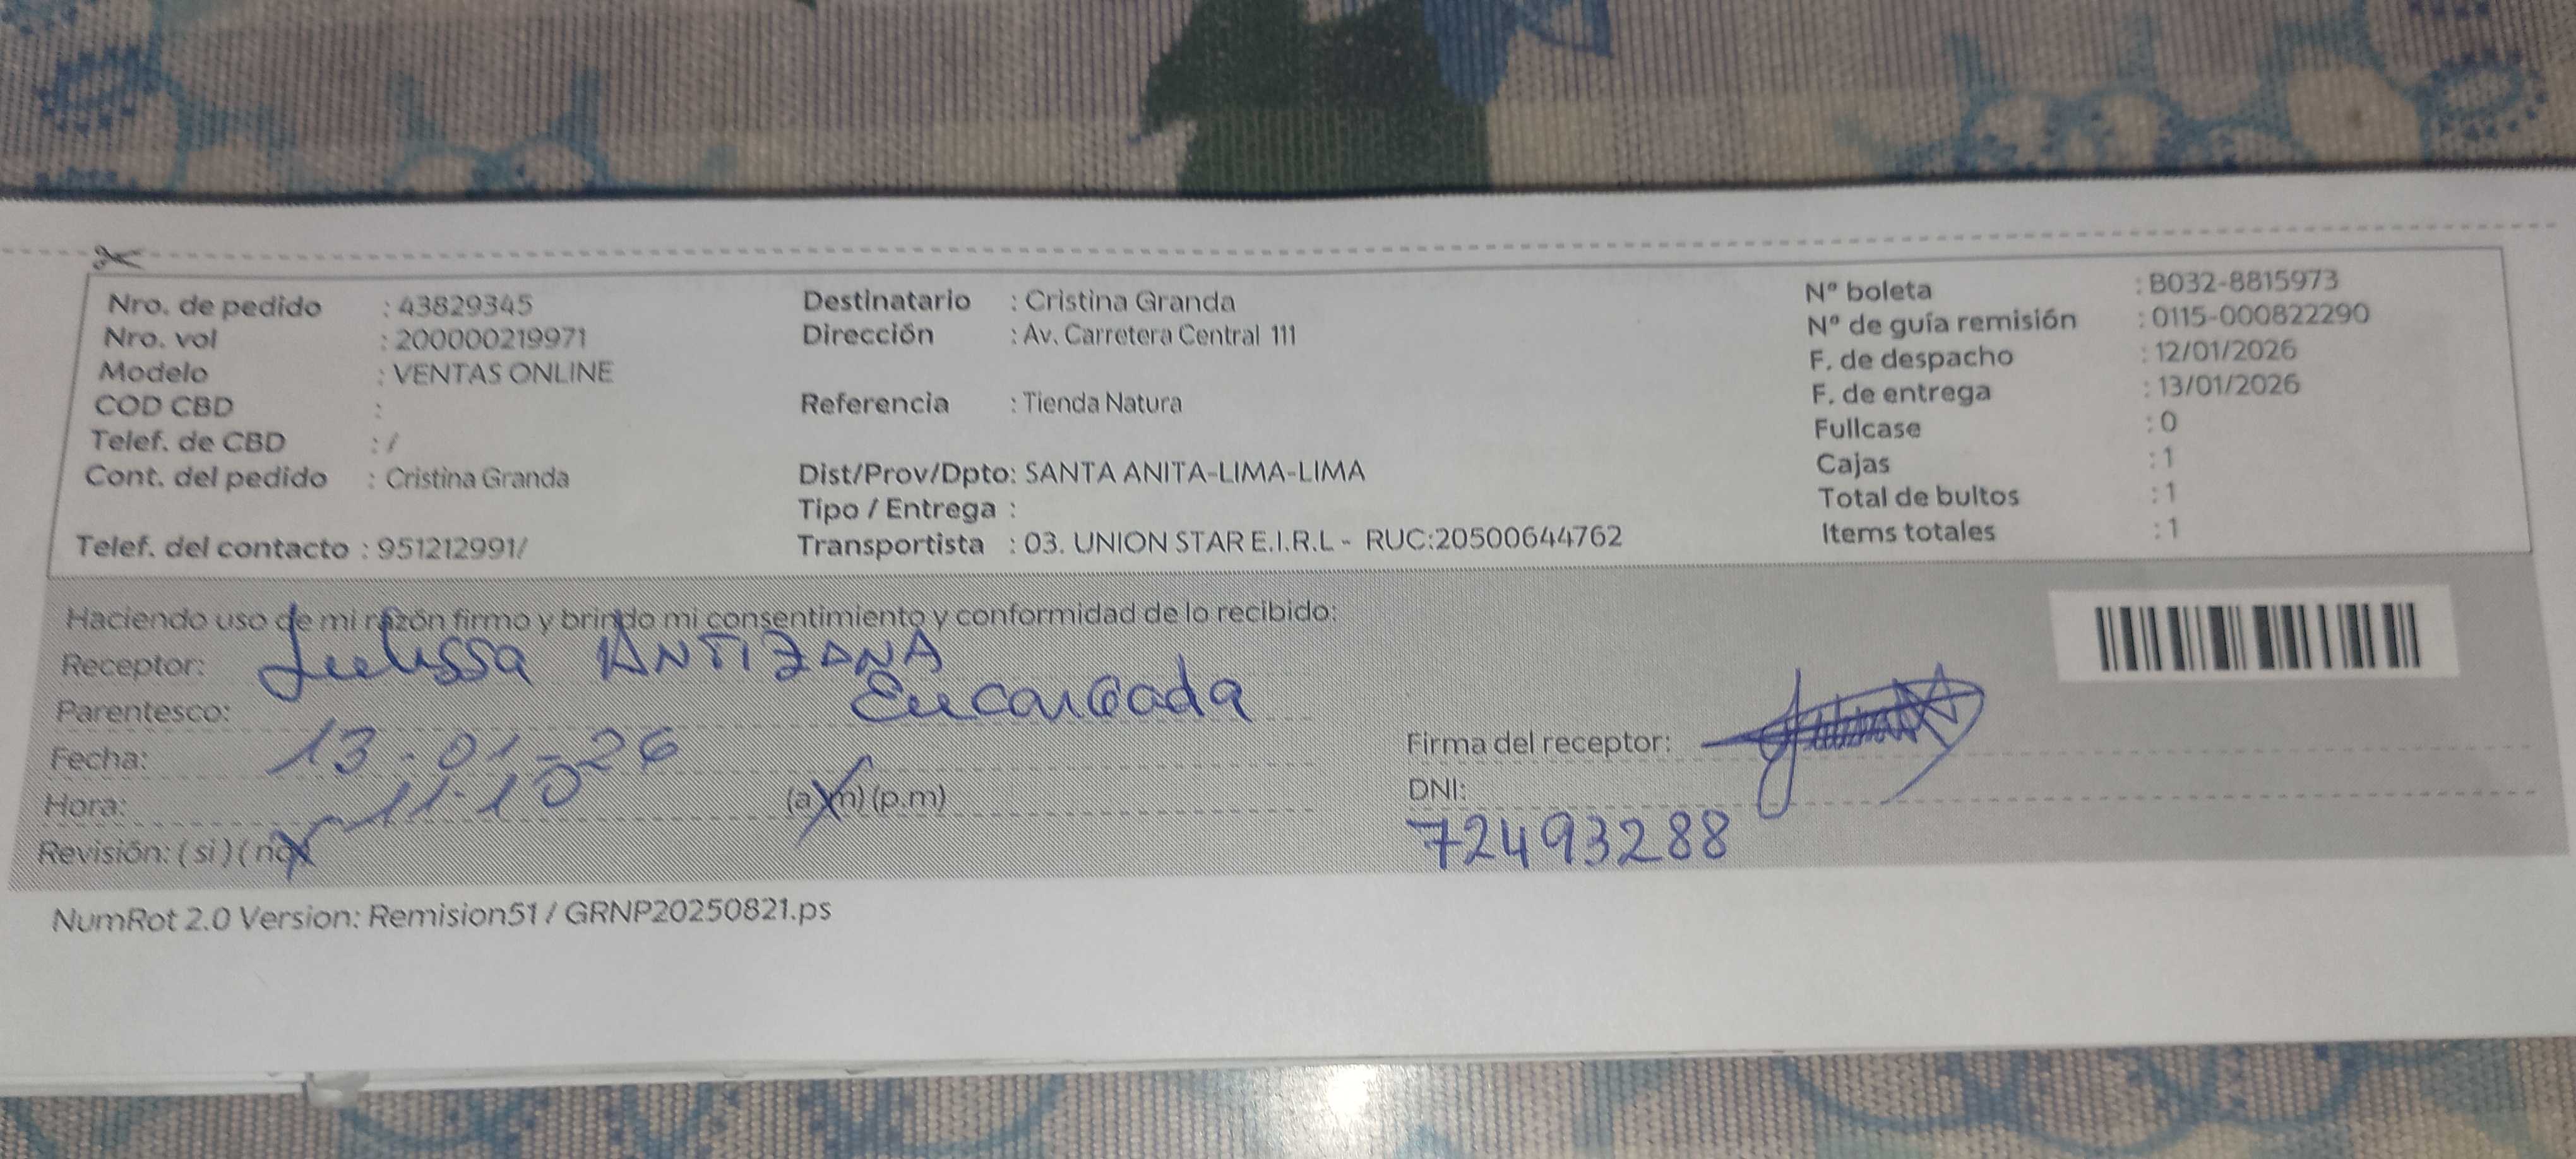 Nro. de pedido : 43829345
Nro. vol : 200000219971
Modelo : VENTAS ONLINE
COD CBD :
Telef. de CBD : /
Cont. del pedido : Cristina Granda
Telef. del contacto : 951212991/
Destinatario : Cristina Granda
Dirección : Av. Carretera Central 111
Referencia : Tienda Natura
Dist/Prov/Dpto: SANTA ANITA-LIMA-LIMA
Tipo / Entrega :
Transportista : 03. UNION STAR E.I.R.L - RUC:20500644762
Nº boleta : B032-8815973
Nº de guía remisión : 0115-000822290
F. de despacho : 12/01/2026
F. de entrega : 13/01/2026
Fullcase : 0
Cajas : 1
Total de bultos : 1
Items totales : 1
Haciendo uso de mi razón firmo y brindo mi consentimiento y conformidad de lo recibido:
Receptor: Julissa ANTIZANA
Parentesco: Encargada
Fecha: 13-01-26
Hora: 11-10 (a.m) (p.m)
Revisión: ( si ) ( no )
Firma del receptor:
DNI:
72493288
NumRot 2.0 Version: Remision51 / GRNP20250821.ps